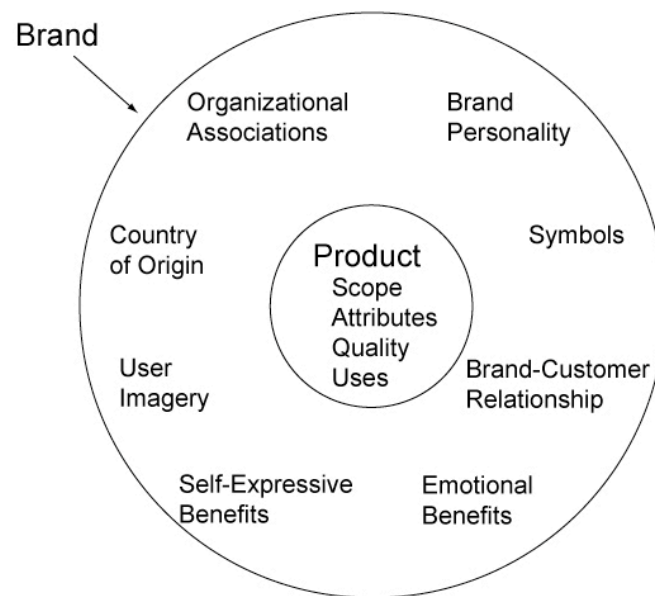 Brand
Organizational
Associations
Brand
Personality
Country
of Origin
Symbols
Product
Scope
Attributes
Quality
Uses
User
Imagery
Brand-Customer
Relationship
Self-Expressive
Benefits
Emotional
Benefits